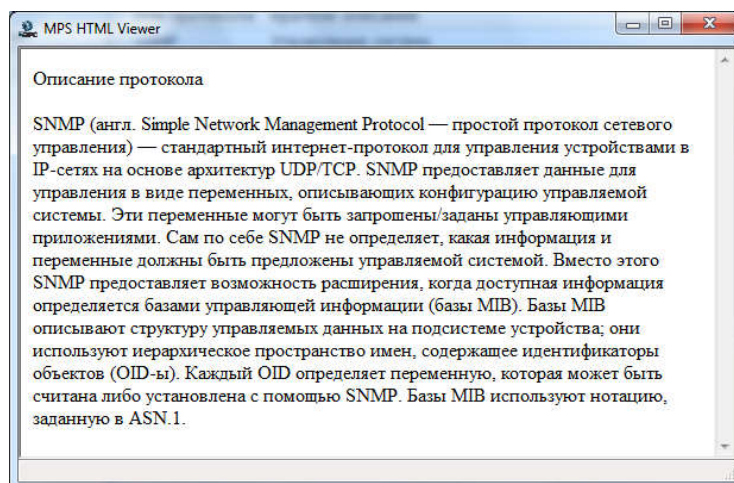 MPS HTML Viewer
Описание протокола
SNMP (англ. Simple Network Management Protocol — простой протокол сетевого
управления) — стандартный интернет-протокол для управления устройствами в
IP-сетях на основе архитектур UDP/TCP. SNMP предоставляет данные для
управления в виде переменных, описывающих конфигурацию управляемой
системы. Эти переменные могут быть запрошены/заданы управляющими
приложениями. Сам по себе SNMP не определяет, какая информация и
переменные должны быть предложены управляемой системой. Вместо этого
SNMP предоставляет возможность расширения, когда доступная информация
определяется базами управляющей информации (базы MIB). Базы MIB
описывают структуру управляемых данных на подсистеме устройства; они
используют иерархическое пространство имен, содержащее идентификаторы
объектов (OID-ы). Каждый OID определяет переменную, которая может быть
считана либо установлена с помощью SNMP. Базы MIB используют нотацию,
заданную в ASN.1.